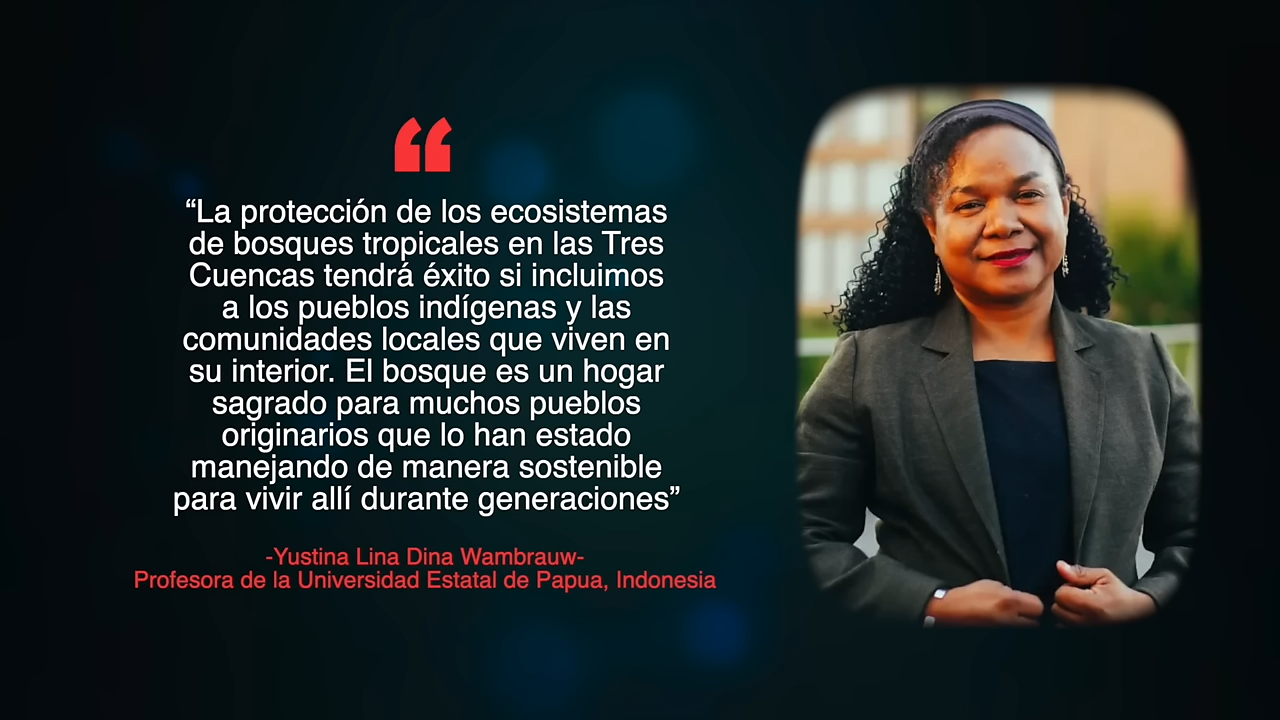 “La protección de los ecosistemas
de bosques tropicales en las Tres
Cuencas tendrá éxito si incluimos
a los pueblos indígenas y las
comunidades locales que viven en
su interior. El bosque es un hogar
sagrado para muchos pueblos
originarios que lo han estado
manejando de manera sostenible
para vivir allí durante generaciones”
-Yustina Lina Dina Wambrauw-
Profesora de la Universidad Estatal de Papua, Indonesia